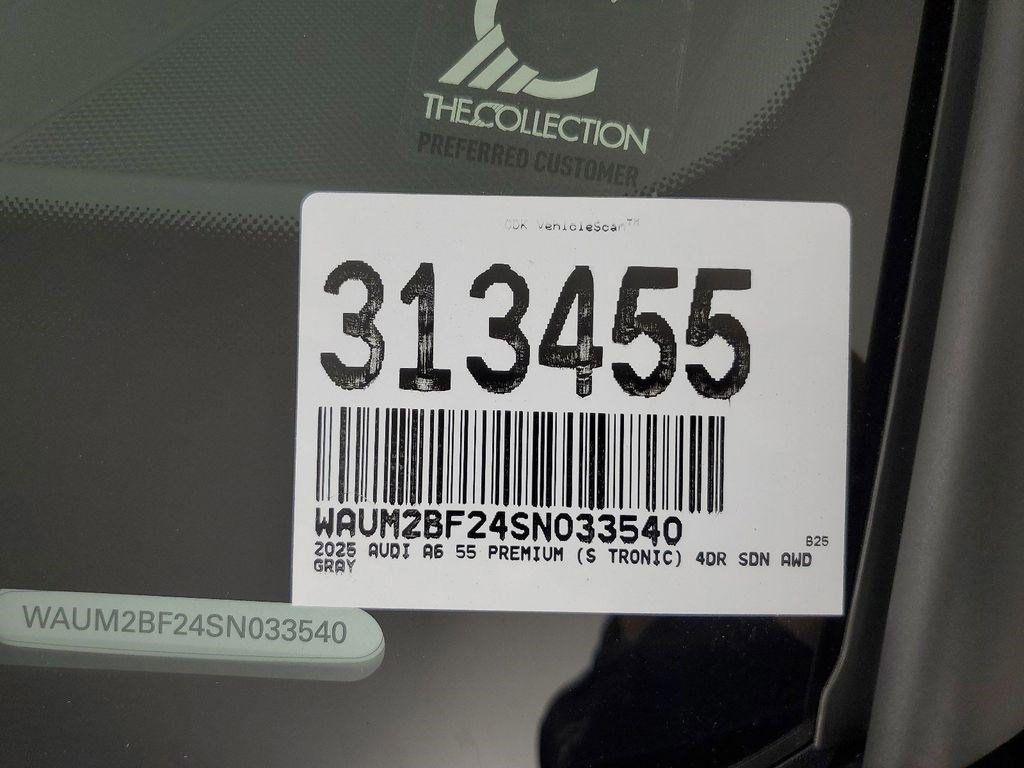 THE COLLECTION
PREFERRED CUSTOMER
CDK VehicleScan™
313455
WAUM2BF24SN033540
B25
2025 AUDI A6 55 PREMIUM (S TRONIC) 4DR SDN AWD
GRAY
WAUM2BF24SN033540